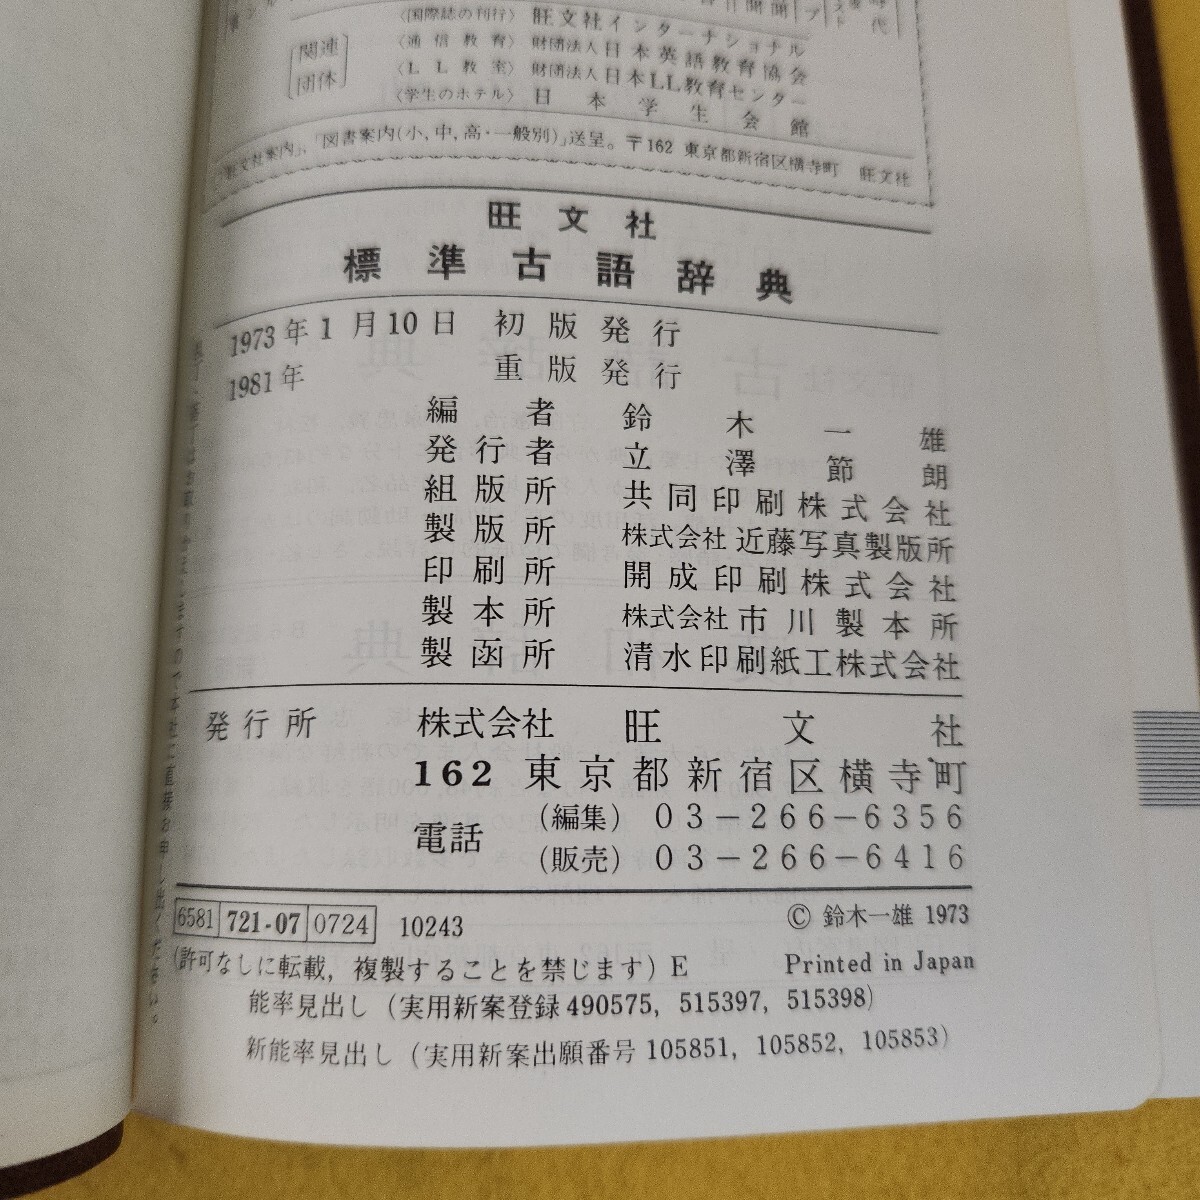 〈国際誌の刊行〉 旺文社インターナショナル
関連団体
〈通信教育〉 財団法人日本英語教育協会
〈LL教室〉 財団法人日本LL教育センター
〈学生のホテル〉 日本学生会館
「図書案内(小,中,高・一般別)」送呈。〒162 東京都新宿区横寺町 旺文社
旺文社
標準古語辞典
1973年1月10日 初版発行
1981年 重版発行
編者 鈴木一雄
発行者 立澤節朗
組版所 共同印刷株式会社
製版所 株式会社近藤写真製版所
印刷所 開成印刷株式会社
製本所 株式会社市川製本所
製函所 清水印刷紙工株式会社
発行所 株式会社 旺文社
162 東京都新宿区横寺町
電話 (編集) 03-266-6356
(販売) 03-266-6416
6581 721-07 0724 10243 © 鈴木一雄 1973
(許可なしに転載, 複製することを禁じます) E Printed in Japan
能率見出し (実用新案登録490575, 515397, 515398)
新能率見出し (実用新案出願番号105851, 105852, 105853)